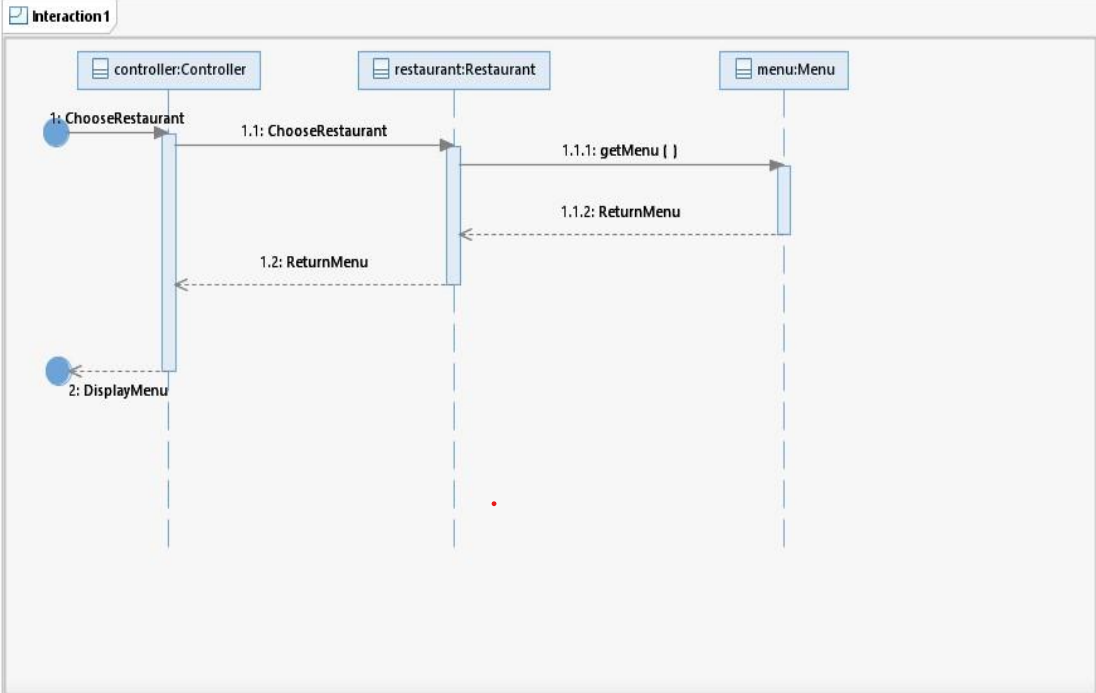 Interaction1
controller:Controller
restaurant:Restaurant
menu:Menu
1: ChooseRestaurant
1.1: ChooseRestaurant
1.1.1: getMenu ( )
1.1.2: ReturnMenu
1.2: ReturnMenu
2: DisplayMenu